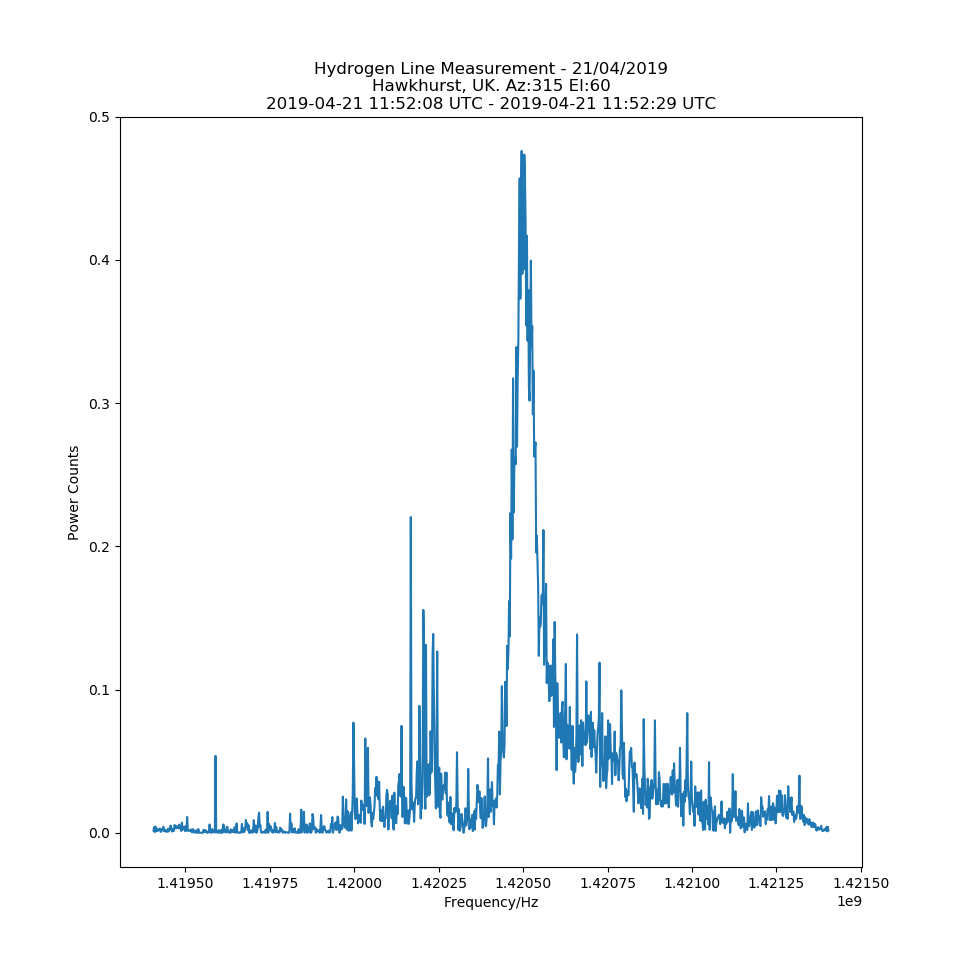 Hydrogen Line Measurement - 21/04/2019
Hawkhurst, UK. Az:315 El:60
2019-04-21 11:52:08 UTC - 2019-04-21 11:52:29 UTC
0.5
0.4
0.3
0.2
0.1
0.0
Power Counts
1.41950 1.41975 1.42000 1.42025 1.42050 1.42075 1.42100 1.42125 1.42150
Frequency/Hz
1e9